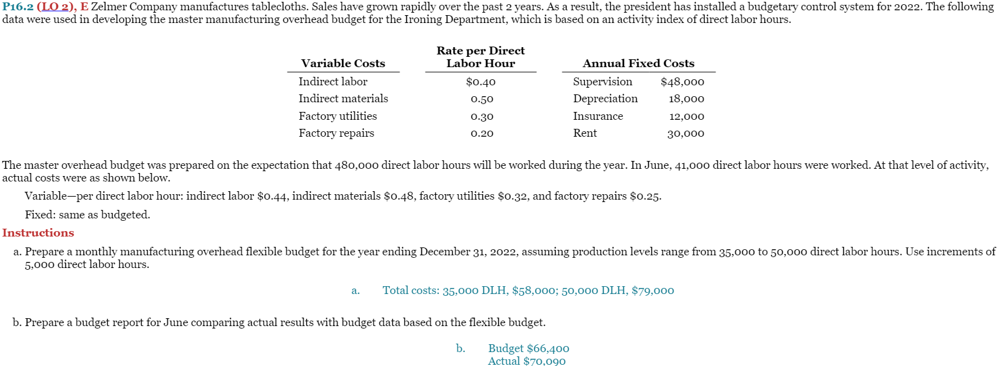 P16.2 (LO 2), E Zelmer Company manufactures tablecloths. Sales have grown rapidly over the past 2 years. As a result, the president has installed a budgetary control system for 2022. The following
data were used in developing the master manufacturing overhead budget for the Ironing Department, which is based on an activity index of direct labor hours.
Variable Costs Rate per Direct Labor Hour Annual Fixed Costs
Indirect labor $0.40 Supervision $48,000
Indirect materials 0.50 Depreciation 18,000
Factory utilities 0.30 Insurance 12,000
Factory repairs 0.20 Rent 30,000
The master overhead budget was prepared on the expectation that 480,000 direct labor hours will be worked during the year. In June, 41,000 direct labor hours were worked. At that level of activity,
actual costs were as shown below.
Variable—per direct labor hour: indirect labor $0.44, indirect materials $0.48, factory utilities $0.32, and factory repairs $0.25.
Fixed: same as budgeted.
Instructions
a. Prepare a monthly manufacturing overhead flexible budget for the year ending December 31, 2022, assuming production levels range from 35,000 to 50,000 direct labor hours. Use increments of
5,000 direct labor hours.
a. Total costs: 35,000 DLH, $58,000; 50,000 DLH, $79,000
b. Prepare a budget report for June comparing actual results with budget data based on the flexible budget.
b. Budget $66,400
Actual $70,090